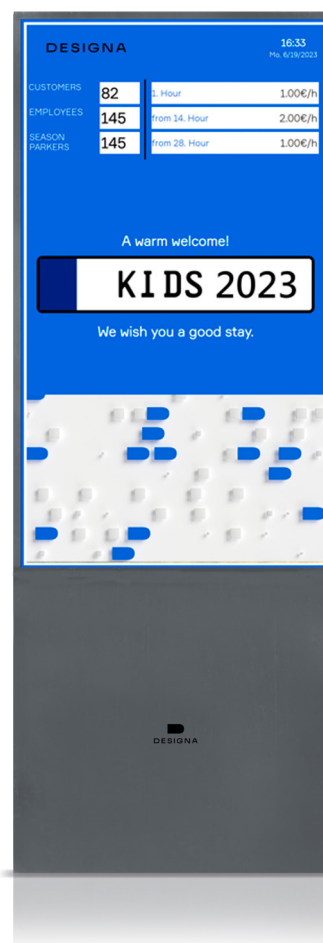 DESIGNA
16:33
Mo. 6/19/2023
CUSTOMERS 82
1. Hour 1.00€/h
EMPLOYEES 145
from 14. Hour 2.00€/h
SEASON
PARKERS 145
from 28. Hour 1.00€/h
A warm welcome!
KIDS 2023
We wish you a good stay.
DESIGNA